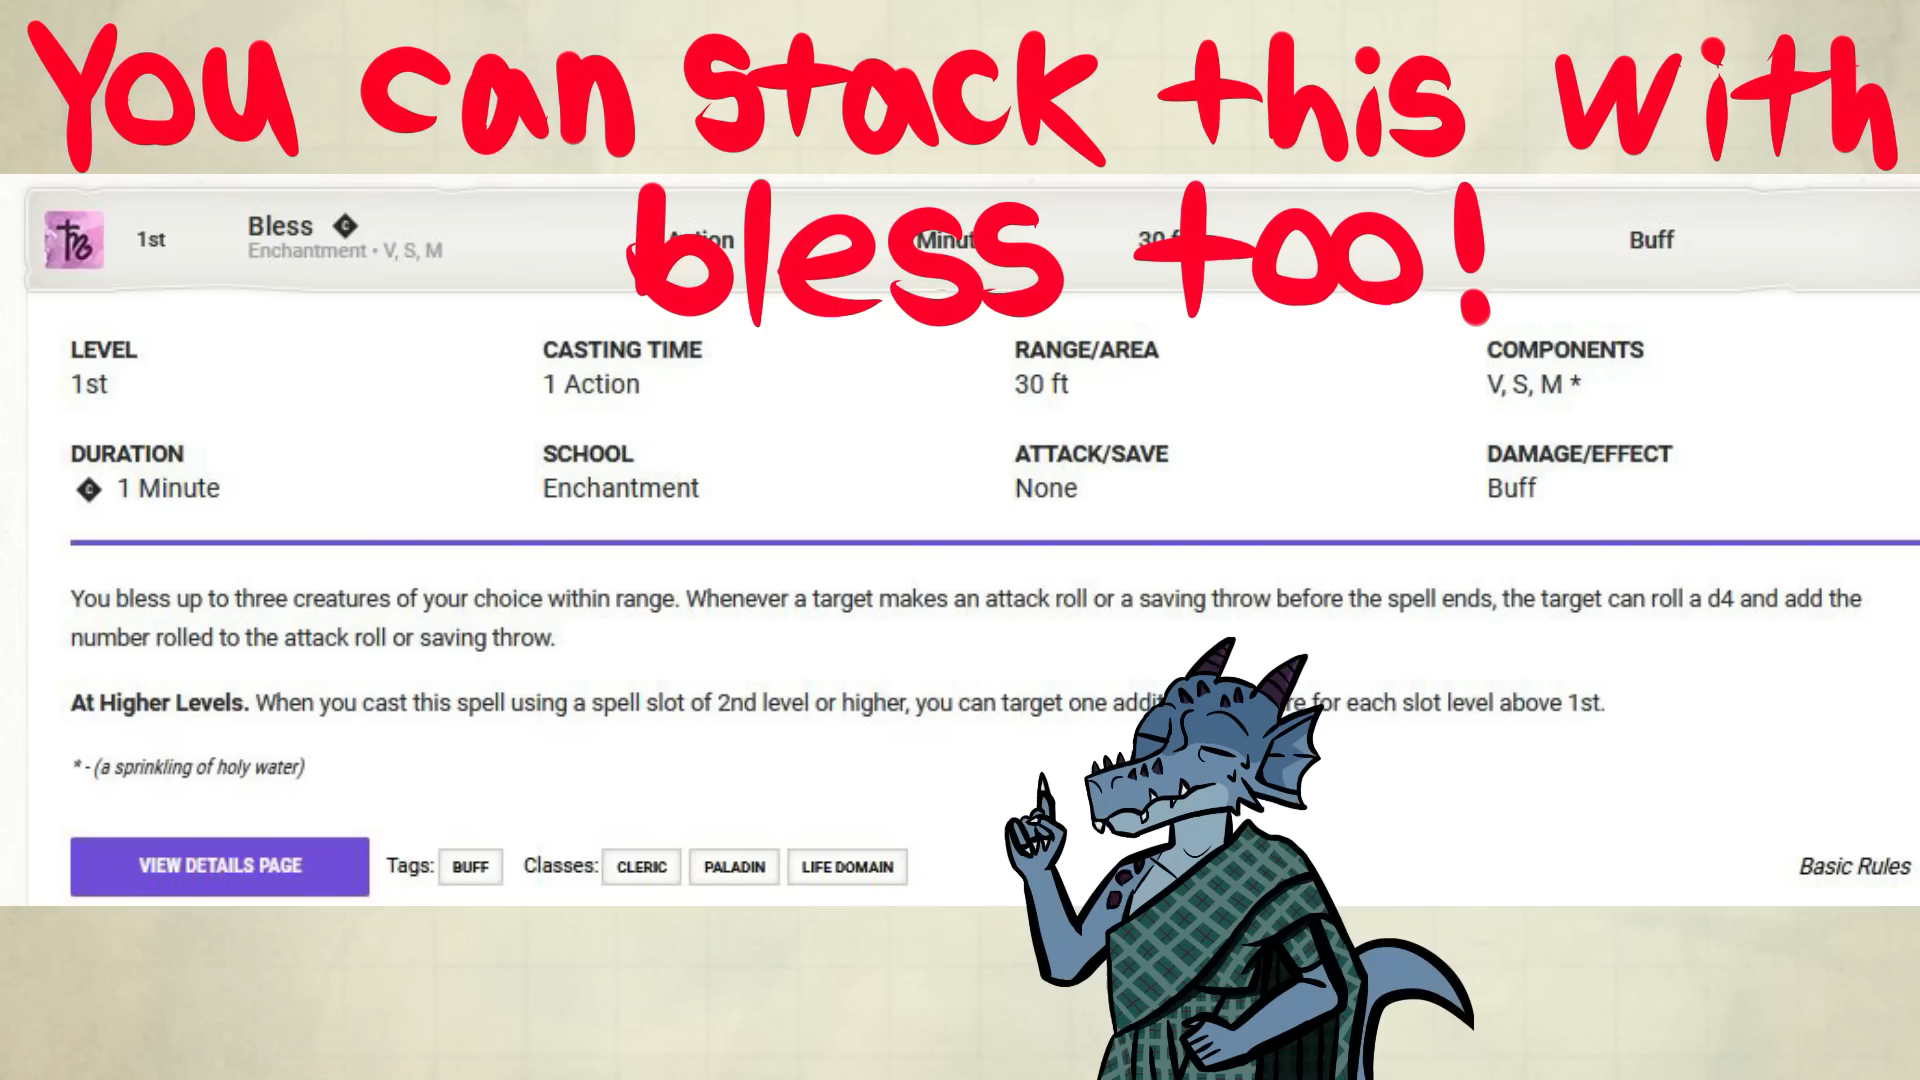 You can stack this with
bless too!
1st
Bless
Buff
Enchantment • V, S, M
LEVEL
1st
CASTING TIME
1 Action
RANGE/AREA
30 ft
COMPONENTS
V, S, M *
DURATION
1 Minute
SCHOOL
Enchantment
ATTACK/SAVE
None
DAMAGE/EFFECT
Buff
You bless up to three creatures of your choice within range. Whenever a target makes an attack roll or a saving throw before the spell ends, the target can roll a d4 and add the
number rolled to the attack roll or saving throw.
At Higher Levels. When you cast this spell using a spell slot of 2nd level or higher, you can target one for each slot level above 1st.
* - (a sprinkling of holy water)
VIEW DETAILS PAGE
Tags: BUFF Classes: CLERIC PALADIN LIFE DOMAIN
Basic Rules